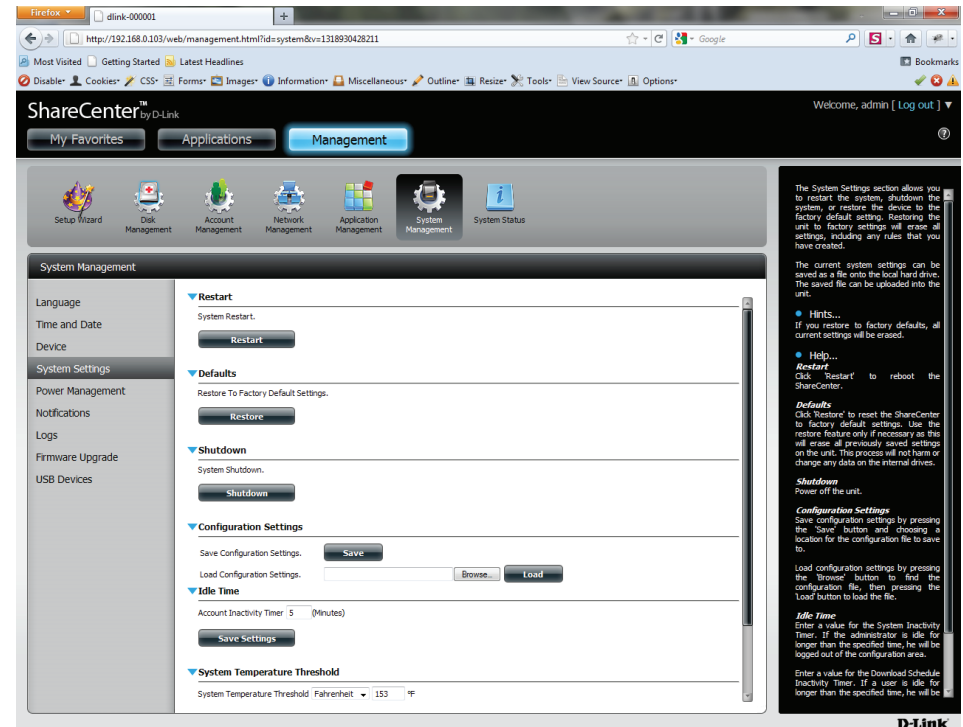 Firefox
dlink-000001
+
http://192.168.0.103/web/management.html?id=system&v=1318930428211
Google
Most Visited Getting Started Latest Headlines
Bookmarks
Disable Cookies CSS Forms Images Information Miscellaneous Outline Resize Tools View Source Options
ShareCenter™ by D-Link
Welcome, admin [ Log out ]
My Favorites Applications Management
Setup Wizard
Disk Management
Account Management
Network Management
Application Management
System Management
System Status
System Management
Language
Time and Date
Device
System Settings
Power Management
Notifications
Logs
Firmware Upgrade
USB Devices
Restart
System Restart.
Restart
Defaults
Restore To Factory Default Settings.
Restore
Shutdown
System Shutdown.
Shutdown
Configuration Settings
Save Configuration Settings. Save
Load Configuration Settings. Browse... Load
Idle Time
Account Inactivity Timer 5 (Minutes)
Save Settings
System Temperature Threshold
System Temperature Threshold Fahrenheit 153 °F
The System Settings section allows you
to restart the system, shutdown the
system, or restore the device to the
factory default setting. Restoring the
unit to factory settings will erase all
settings, including any rules that you
have created.
The current system settings can be
saved as a file onto the local hard drive.
The saved file can be uploaded into the
unit.
Hints...
If you restore to factory defaults, all
current settings will be erased.
Help...
Restart
Click 'Restart' to reboot the
ShareCenter.
Defaults
Click 'Restore' to reset the ShareCenter
to factory default settings. Use the
restore feature only if necessary as this
will erase all previously saved settings
on the unit. This process will not harm or
change any data on the internal drives.
Shutdown
Power off the unit.
Configuration Settings
Save configuration settings by pressing
the 'Save' button and choosing a
location for the configuration file to save
to.
Load configuration settings by pressing
the 'Browse' button to find the
configuration file, then pressing the
'Load' button to load the file.
Idle Time
Enter a value for the System Inactivity
Timer. If the administrator is idle for
longer than the specified time, he will be
logged out of the configuration area.
Enter a value for the Download Schedule
Inactivity Timer. If a user is idle for
longer than the specified time, he will be
D-Link